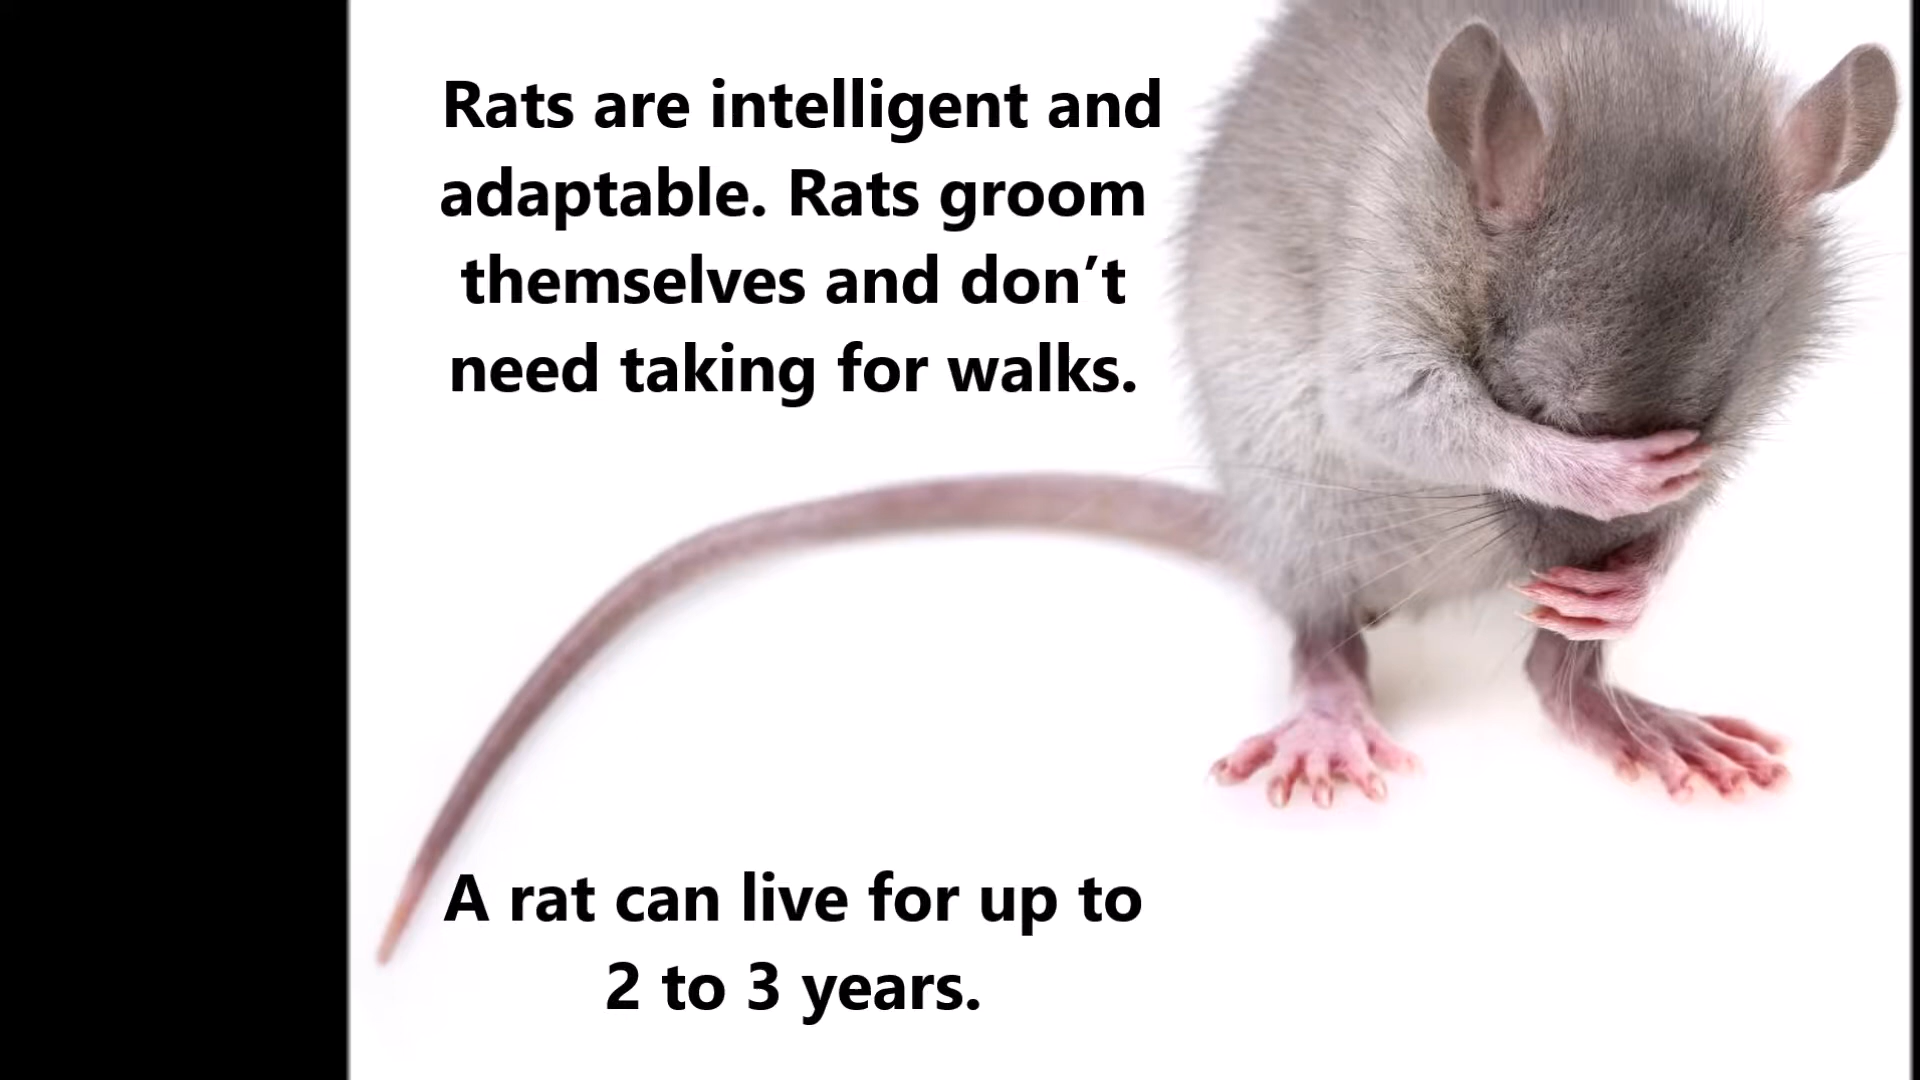 Rats are intelligent and
adaptable. Rats groom
themselves and don’t
need taking for walks.
A rat can live for up to
2 to 3 years.